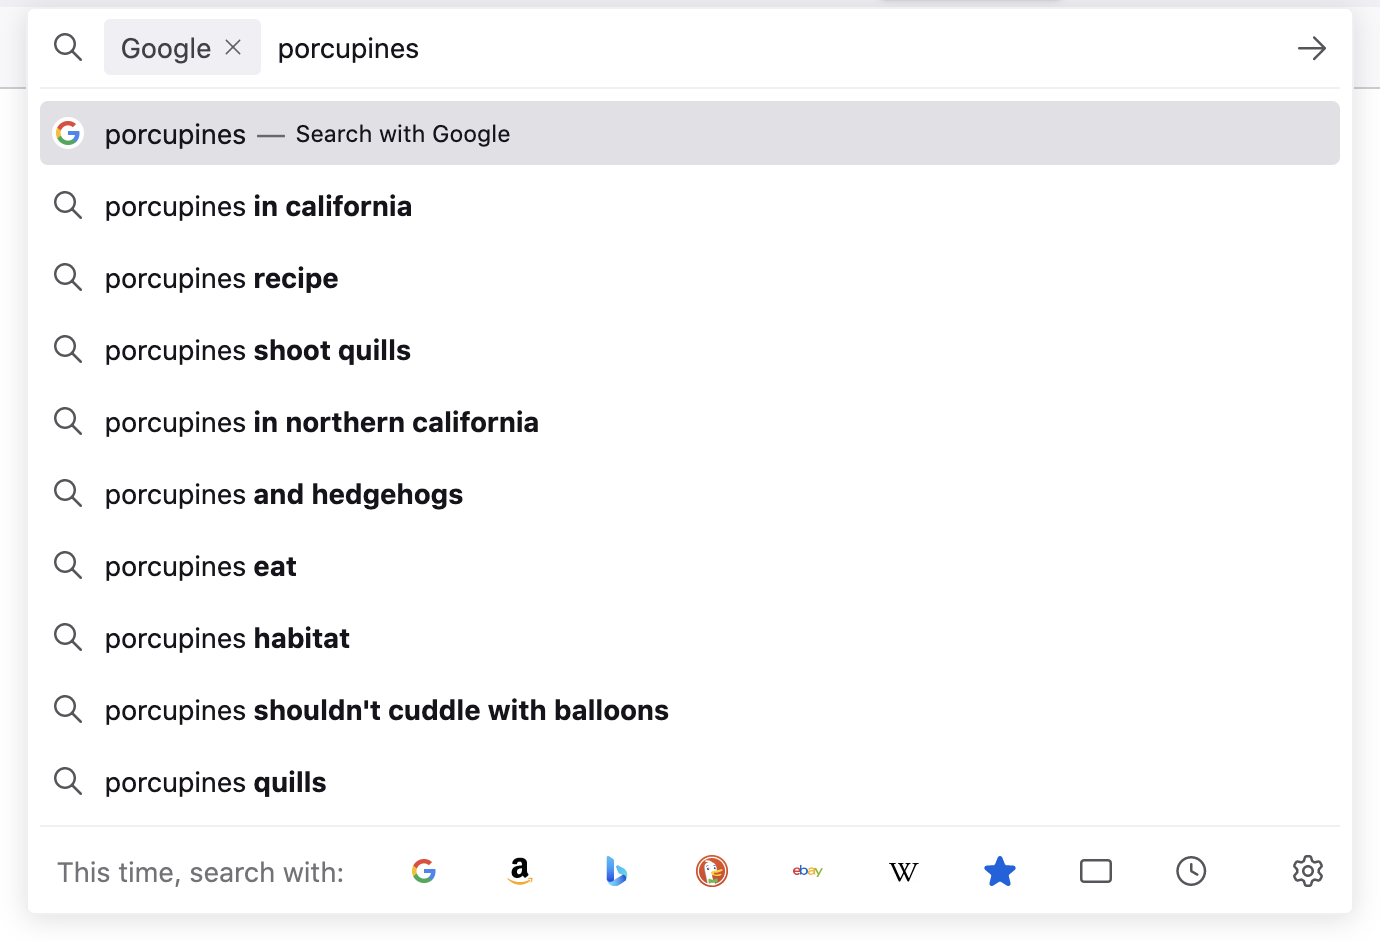 Google porcupines
porcupines — Search with Google
porcupines in california
porcupines recipe
porcupines shoot quills
porcupines in northern california
porcupines and hedgehogs
porcupines eat
porcupines habitat
porcupines shouldn't cuddle with balloons
porcupines quills
This time, search with: G a b ebay W